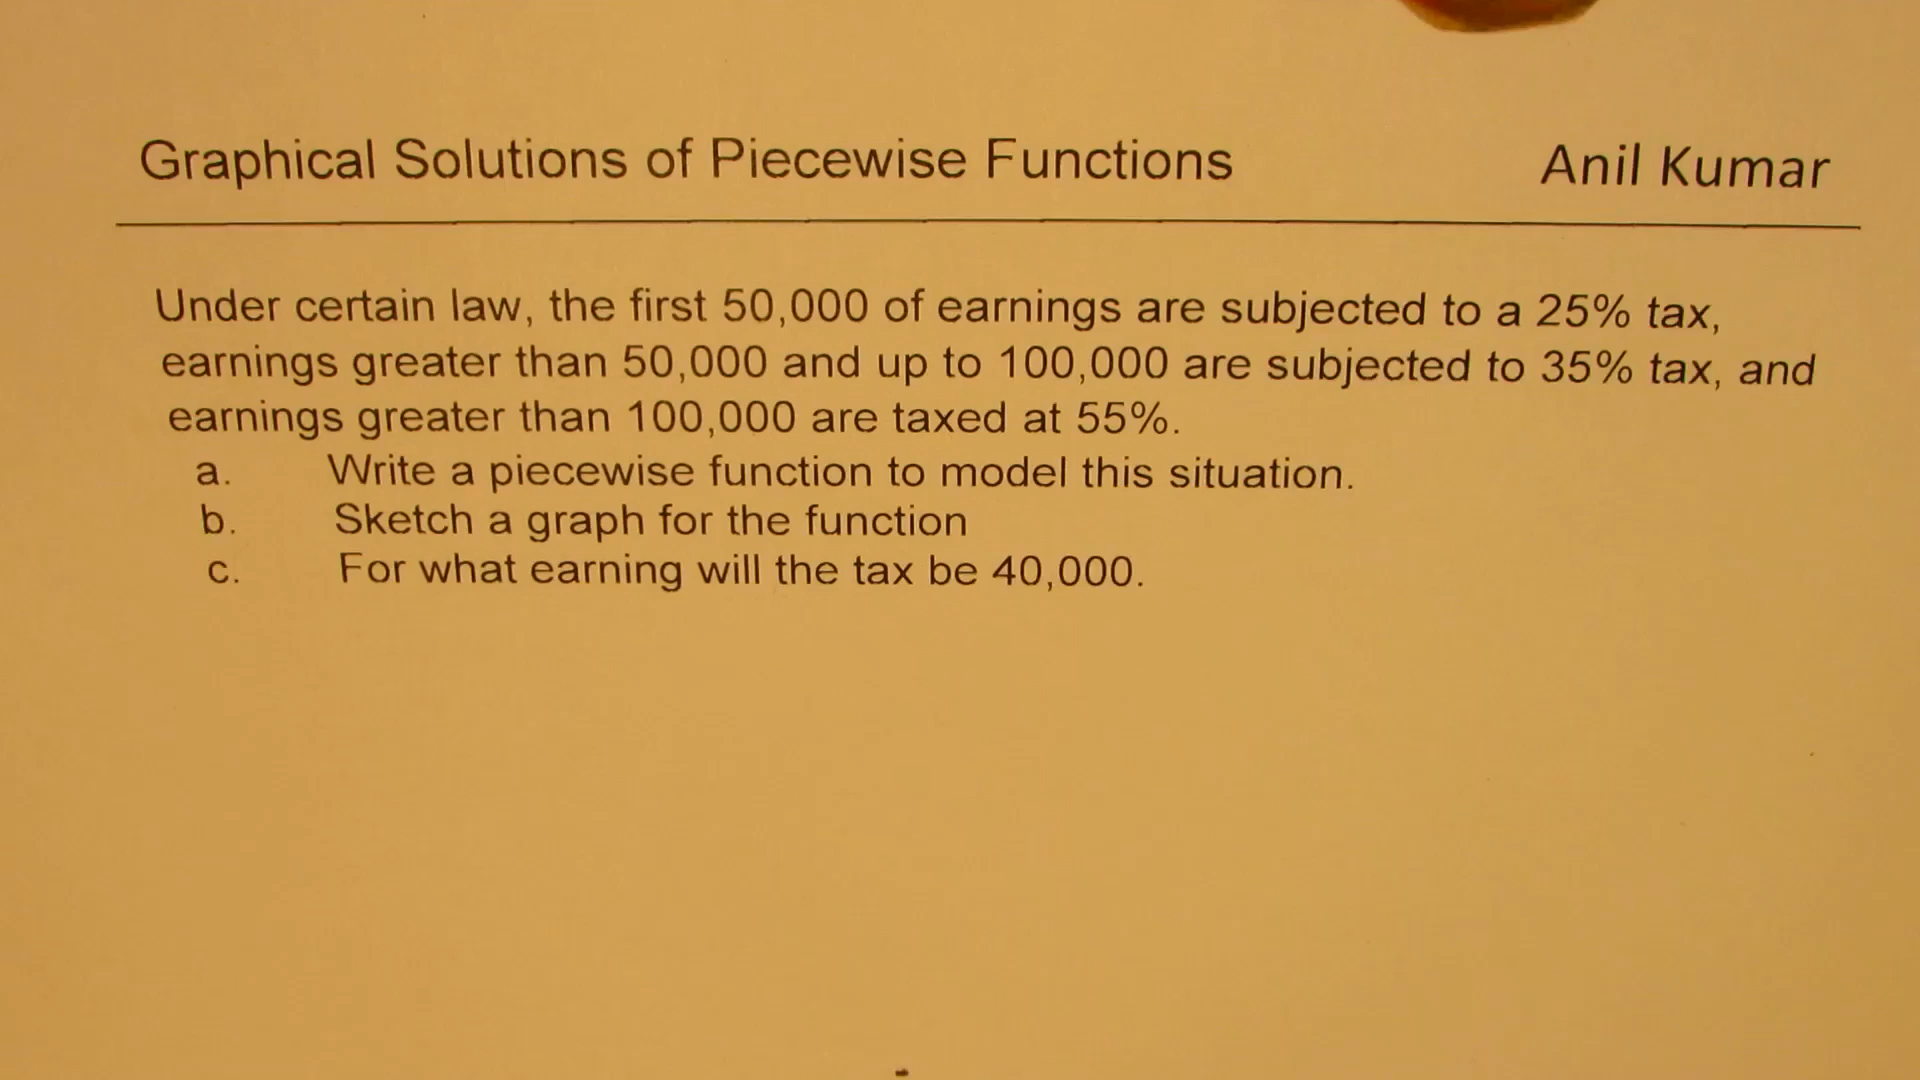 Graphical Solutions of Piecewise Functions Anil Kumar
Under certain law, the first 50,000 of earnings are subjected to a 25% tax,
earnings greater than 50,000 and up to 100,000 are subjected to 35% tax, and
earnings greater than 100,000 are taxed at 55%.
a. Write a piecewise function to model this situation.
b. Sketch a graph for the function
c. For what earning will the tax be 40,000.